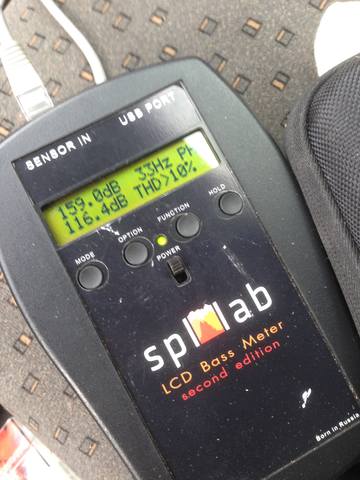 SENSOR IN USB PORT
159.0dB 33Hz PK
116.4dB THD>10%
MODE OPTION FUNCTION HOLD
POWER
spl lab
LCD Bass Meter
second edition
Born in Russia